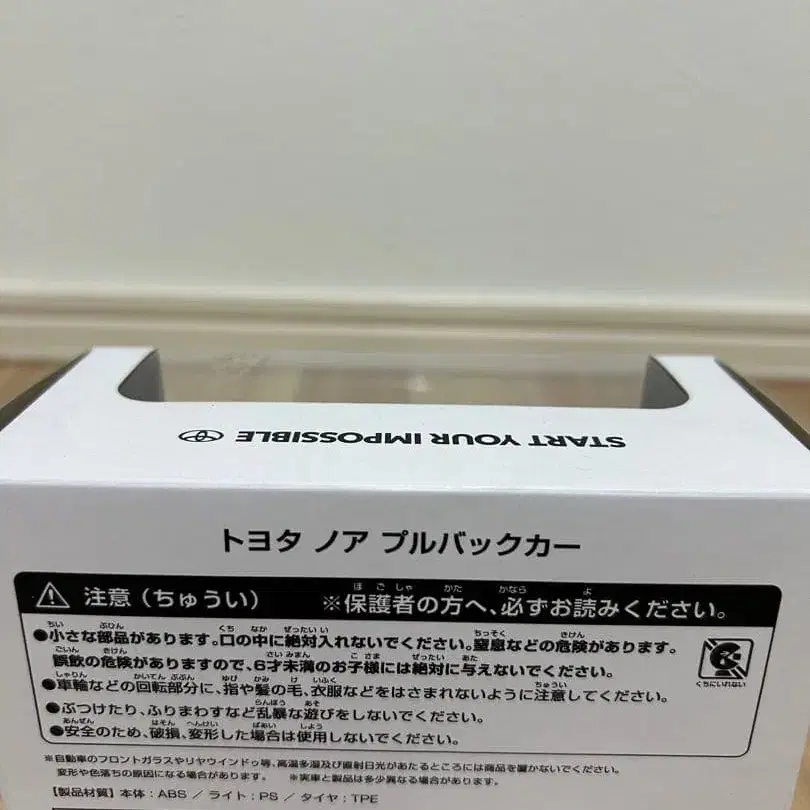 START YOUR IMPOSSIBLE
トヨタ ノア プルバックカー
注意（ちゅうい） ※保護者の方へ、必ずお読みください。
●小さな部品があります。口の中に絶対入れないでください。窒息などの危険があります。
誤飲の危険がありますので、6才未満のお子様には絶対に与えないでください。
●車輪などの回転部分に、指や髪の毛、衣服などをはさまれないように注意してください。
●ぶつけたり、ふりまわすなど乱暴な遊びをしないでください。
●安全のため、破損、変形した場合は使用しないでください。
くちにいれない
※自動車のフロントガラスやリヤウインドゥ等、高温多湿及び直射日光があたるところには商品を置かないでください。
変形や色落ちの原因になる場合があります。 ※実車と製品は多少異なる場合があります。
【製品材質】本体：ABS / ライト：PS / タイヤ：TPE